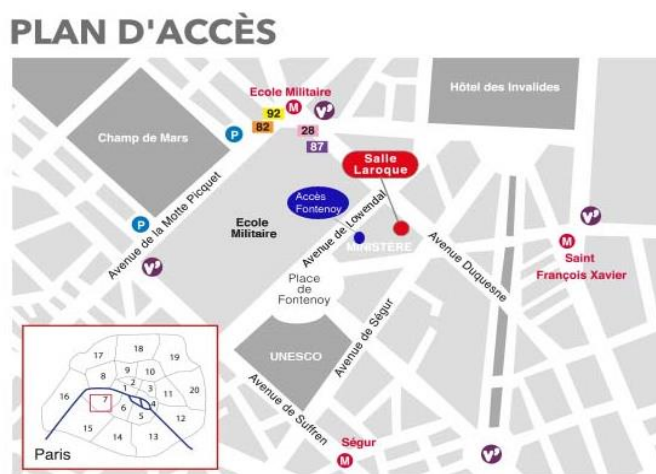 PLAN D'ACCÈS
Ecole Militaire
M
V'
92
82
28
87
P
Hôtel des Invalides
Champ de Mars
Salle
Laroque
Accès
Fontenoy
P
Avenue de la Motte Picquet
Ecole
Militaire
Avenue de Lowendal
MINISTÈRE
V'
M
Saint
François Xavier
V'
Avenue Duquesne
Place
de
Fontenoy
UNESCO
Avenue de Ségur
Avenue de Suffren
Ségur
M
V'
18
17
19
9
10
8
2
3
1
11
20
16
7
4
6
5
12
15
14
13
Paris